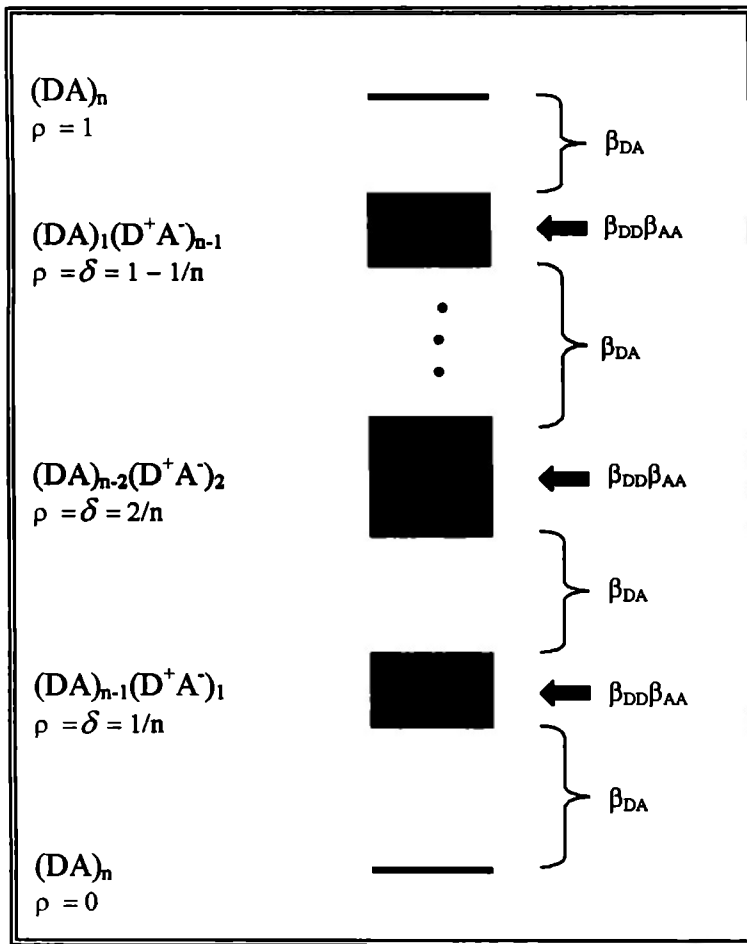 (DA)n
ρ = 1
βDA
(DA)1(D⁺A⁻)n-1
ρ = δ = 1 – 1/n
βDDβAA
βDA
(DA)n-2(D⁺A⁻)2
ρ = δ = 2/n
βDDβAA
βDA
(DA)n-1(D⁺A⁻)1
ρ = δ = 1/n
βDDβAA
βDA
(DA)n
ρ = 0